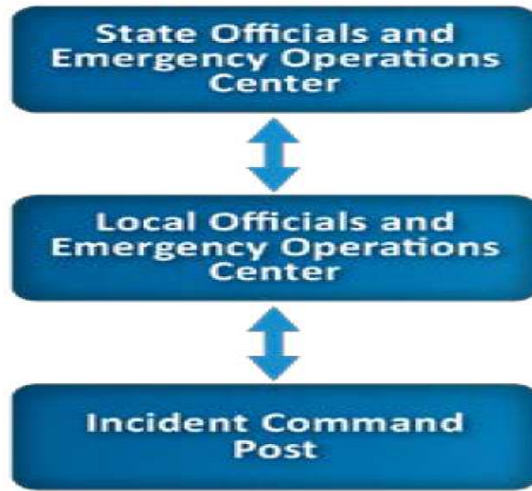 State Officials and
Emergency Operations
Center
Local Officials and
Emergency Operations
Center
Incident Command
Post